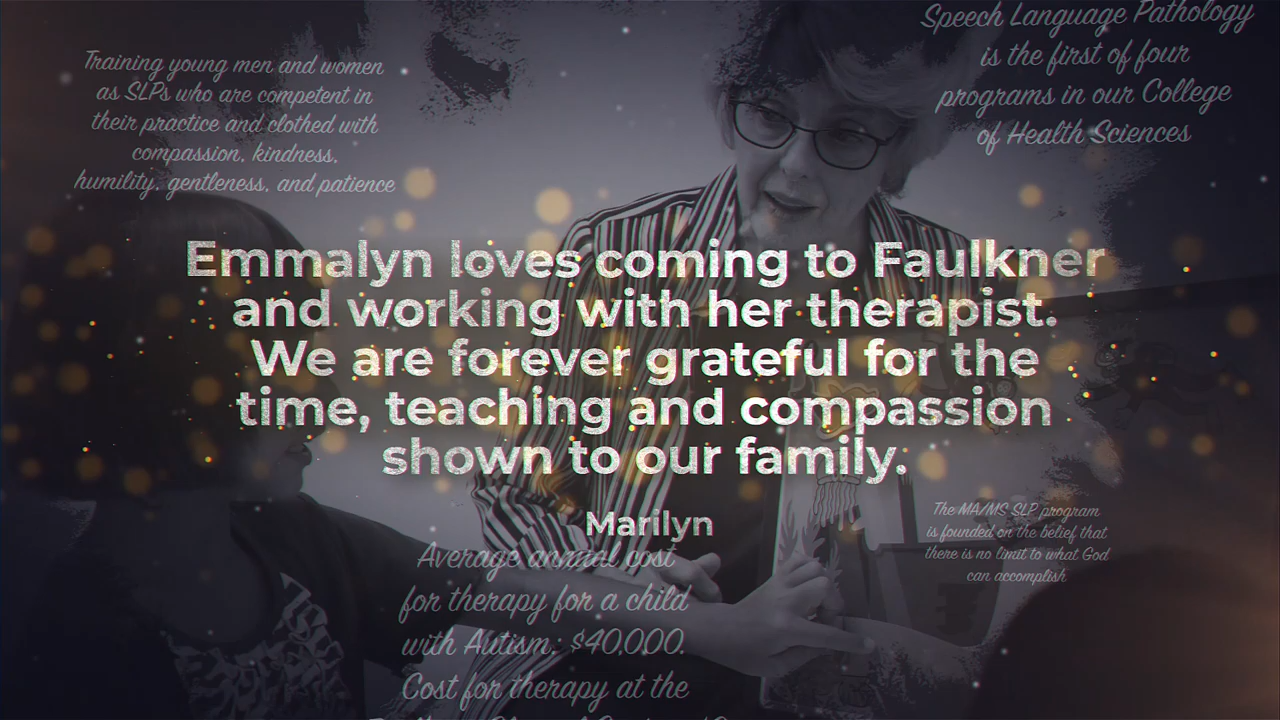 Speech Language Pathology
is the first of four
programs in our College
of Health Sciences
Training young men and women
as SLPs who are competent in
their practice and clothed with
compassion, kindness,
humility, gentleness, and patience
Emmalyn loves coming to Faulkner
and working with her therapist.
We are forever grateful for the
time, teaching and compassion
shown to our family.
Marilyn
The MA/MS SLP program
is founded on the belief that
there is no limit to what God
can accomplish
Average annual cost
for therapy for a child
with Autism: $40,000.
Cost for therapy at the